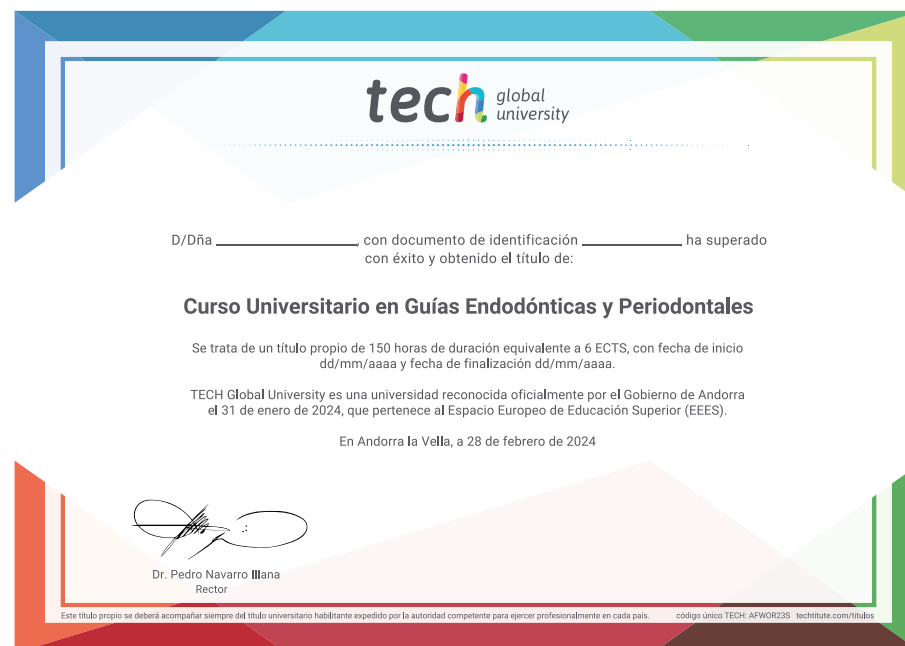 tech global university
D/Dña ________________, con documento de identificación ____________ ha superado
con éxito y obtenido el título de:
Curso Universitario en Guías Endodónticas y Periodontales
Se trata de un título propio de 150 horas de duración equivalente a 6 ECTS, con fecha de inicio
dd/mm/aaaa y fecha de finalización dd/mm/aaaa.
TECH Global University es una universidad reconocida oficialmente por el Gobierno de Andorra
el 31 de enero de 2024, que pertenece al Espacio Europeo de Educación Superior (EEES).
En Andorra la Vella, a 28 de febrero de 2024
Dr. Pedro Navarro Illana
Rector
Este título propio se deberá acompañar siempre del título universitario habilitante expedido por la autoridad competente para ejercer profesionalmente en cada país. código único TECH: AFWOR23S techtitute.com/titulos